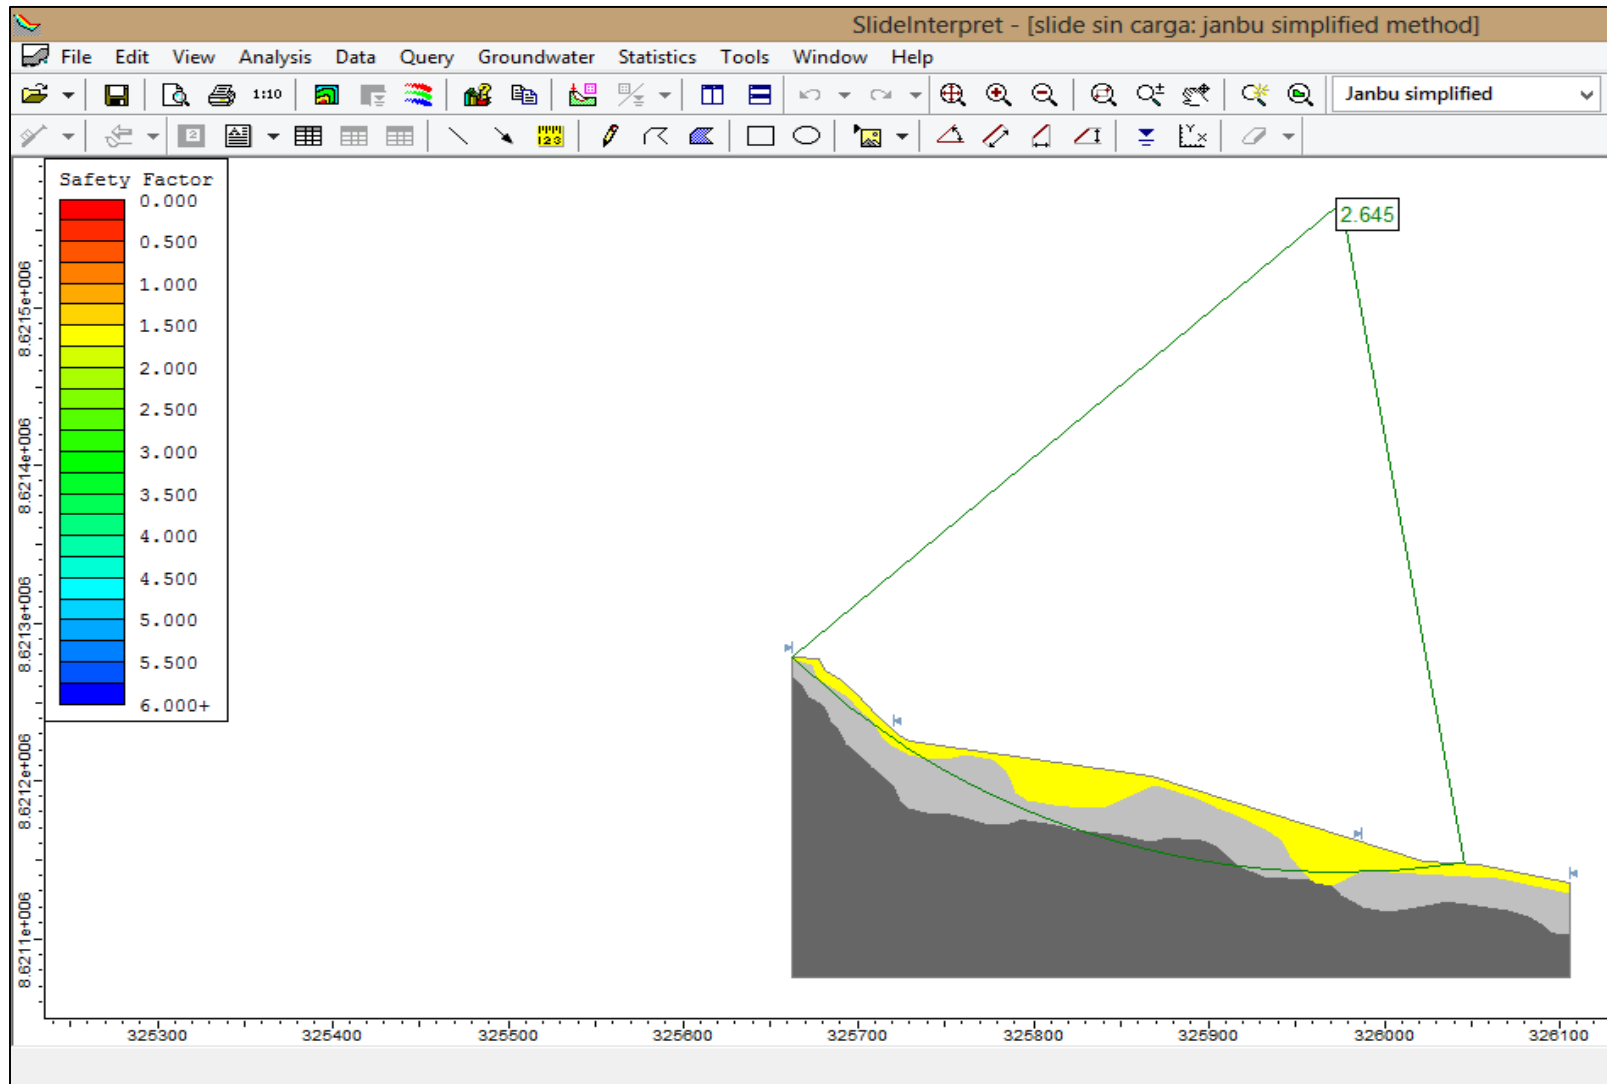 SlideInterpret - [slide sin carga: janbu simplified method]
File Edit View Analysis Data Query Groundwater Statistics Tools Window Help
1:10
Janbu simplified
2
123
Y
x
Safety Factor
0.000
0.500
1.000
1.500
2.000
2.500
3.000
3.500
4.000
4.500
5.000
5.500
6.000+
2.645
8.6215e+006
8.6214e+006
8.6213e+006
8.6212e+006
8.6211e+006
325300 325400 325500 325600 325700 325800 325900 326000 326100